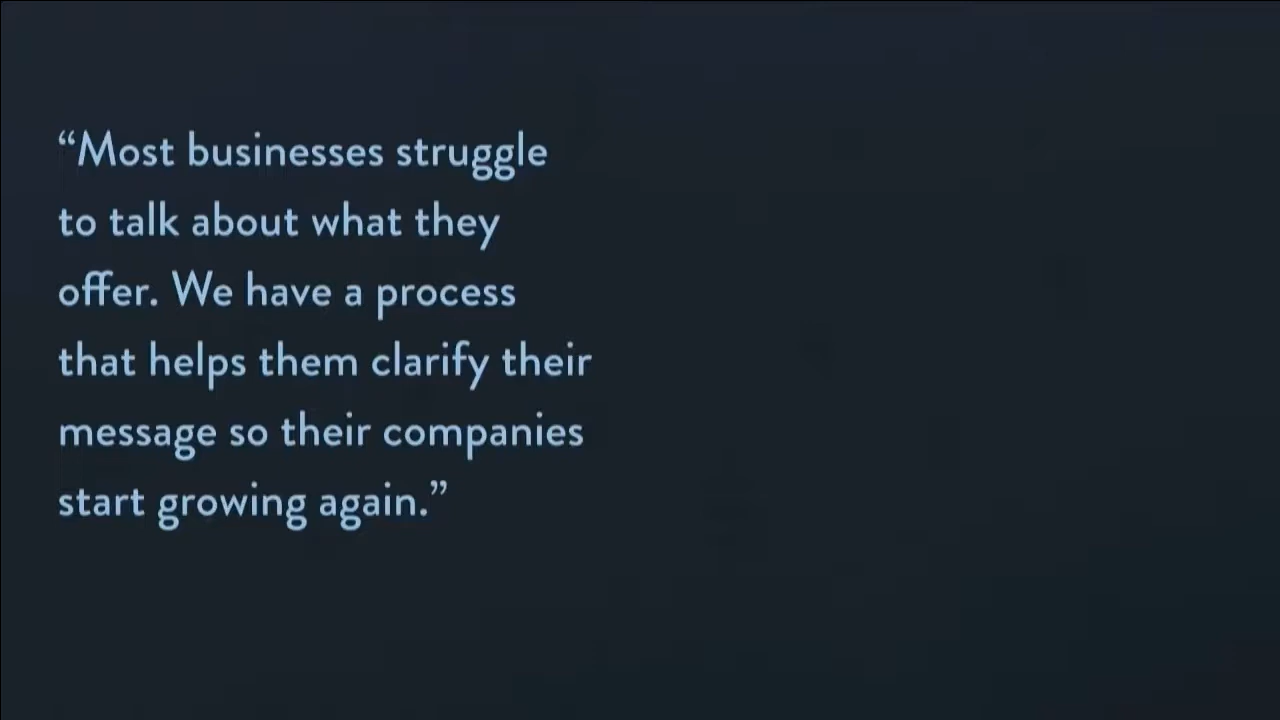 “Most businesses struggle
to talk about what they
offer. We have a process
that helps them clarify their
message so their companies
start growing again.”